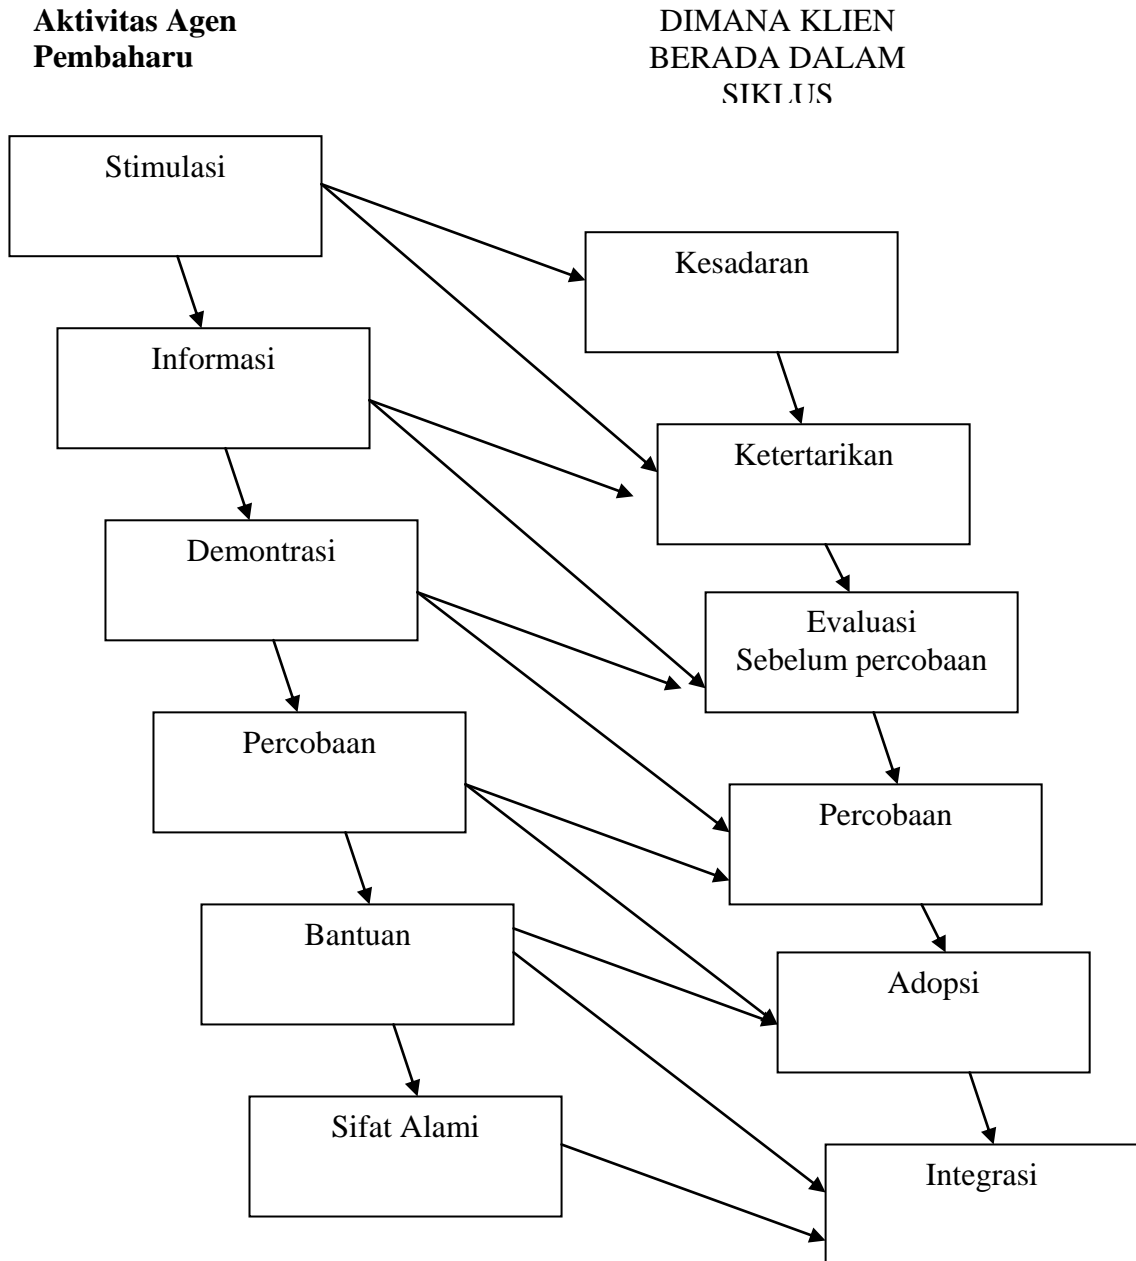 Aktivitas Agen
Pembaharu
DIMANA KLIEN
BERADA DALAM
SIKLUS
Stimulasi
Kesadaran
Informasi
Ketertarikan
Demontrasi
Evaluasi
Sebelum percobaan
Percobaan
Percobaan
Bantuan
Adopsi
Sifat Alami
Integrasi